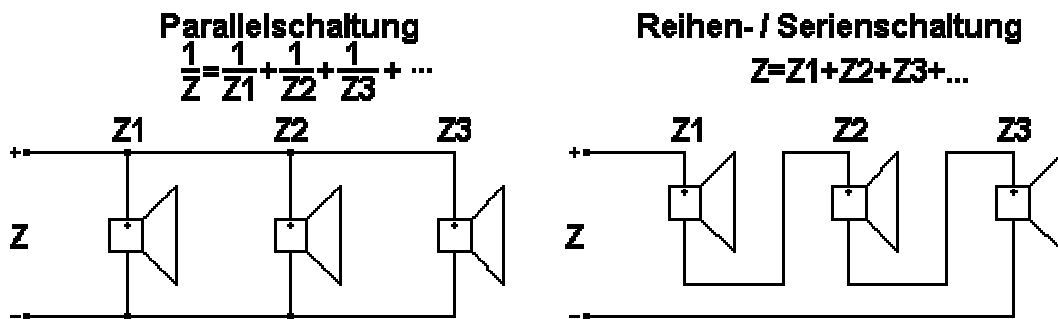 Parallelschaltung
1/Z=1/Z1+1/Z2+1/Z3+ ...
Z1 Z2 Z3
+
Z
-
Reihen- / Serienschaltung
Z=Z1+Z2+Z3+...
Z1 Z2 Z3
+
Z
-